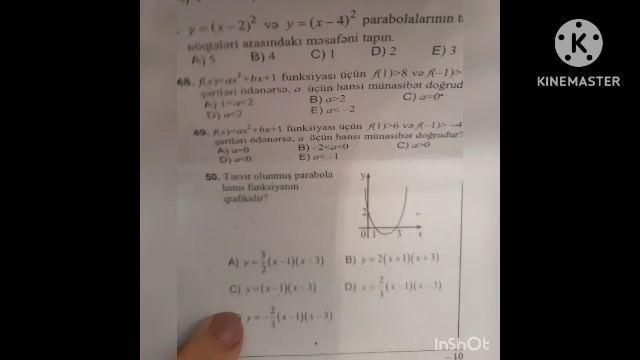 y=(x−2)² və y=(x−4)² parabolalarının
nöqtələri arasındakı məsafəni tapın.
A) 5 B) 4 C) 1 D) 2 E) 3
48. f(x)=ax²+bx+1 funksiyası üçün f(1)>8 və f(−1)>
şərtləri ödənərsə, a üçün hansı münasibət doğrud
A) 1<a<2 B) a>2 C) a=0
D) a<2 E) a<−2
49. f(x)=ax²+bx+1 funksiyası üçün f(1)>6 və f(−1)>−4
şərtləri ödənərsə, a üçün hansı münasibət doğrudur?
A) a=0 B) −2<a<0 C) a>0
D) a<0 E) a<−1
50. Təsvir olunmuş parabola
hansı funksiyanın
qrafikidir?
y
2
0 1 3 x
A) y=3/2(x−1)(x−3) B) y=2(x+1)(x+3)
C) y=(x−1)(x−3) D) y=2/3(x−1)(x−3)
y=−2/3(x−1)(x−3)
−10
KINEMASTER
InShOt